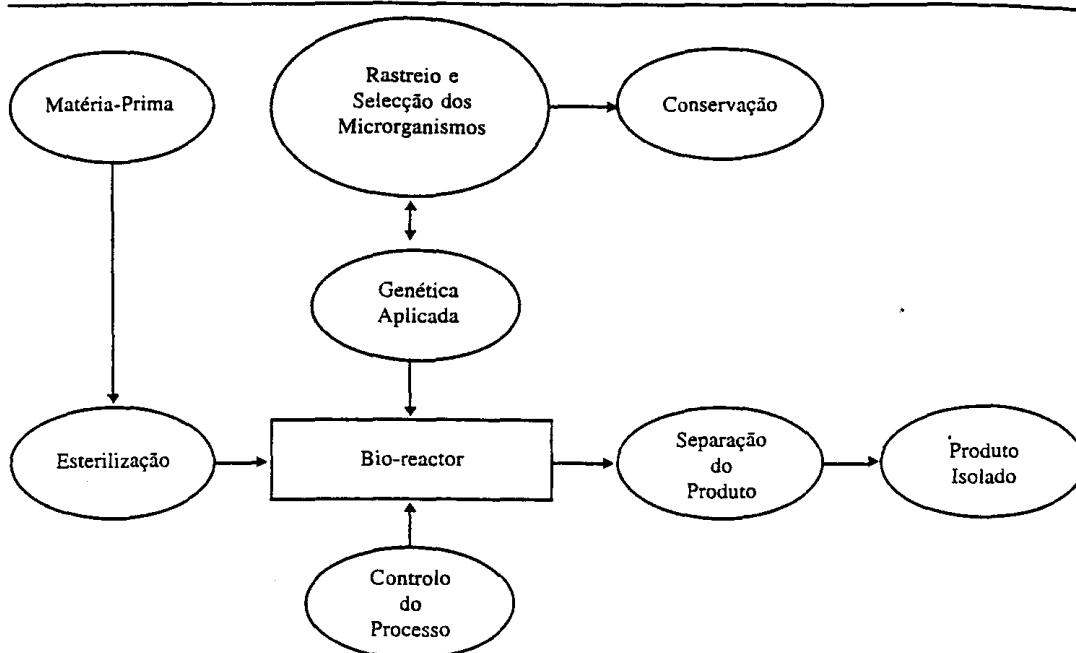 Matéria-Prima
Rastreio e
Selecção dos
Microrganismos
Conservação
Genética
Aplicada
Esterilização
Bio-reactor
Separação
do
Produto
Produto
Isolado
Controlo
do
Processo